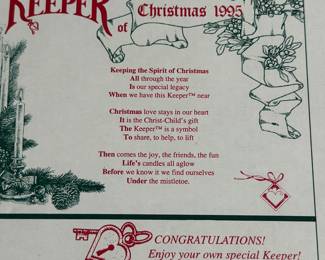 KEEPER
of Christmas 1995
Keeping the Spirit of Christmas
All through the year
Is our special legacy
When we have this Keeper™ near
Christmas love stays in our heart
It is the Christ-Child's gift
The Keeper™ is a symbol
To share, to help, to lift
Then comes the joy, the friends, the fun
Life's candles all aglow
Before we know it we find ourselves
Under the mistletoe.
CONGRATULATIONS!
Enjoy your own special Keeper!